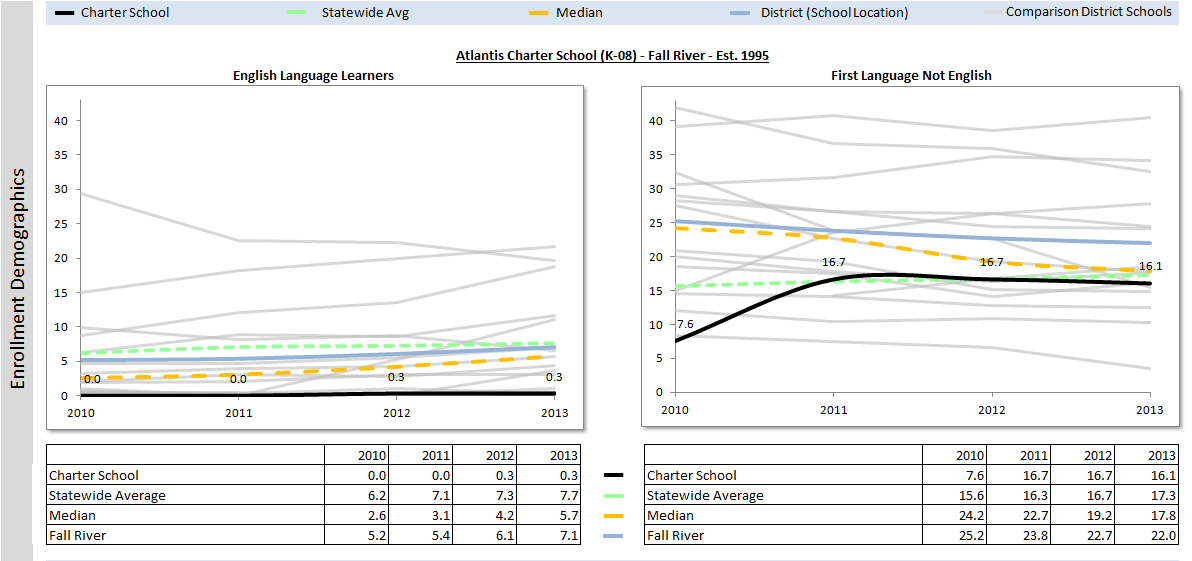 Charter School Statewide Avg Median District (School Location) Comparison District Schools
Atlantis Charter School (K-08) - Fall River - Est. 1995
Enrollment Demographics
English Language Learners
40
35
30
25
20
15
10
5
0
0.0 0.0 0.3 0.3
2010 2011 2012 2013
First Language Not English
40
35
30
25
20
15
10
5
0
7.6 16.7 16.7 16.1
2010 2011 2012 2013
2010 2011 2012 2013
Charter School 0.0 0.0 0.3 0.3
Statewide Average 6.2 7.1 7.3 7.7
Median 2.6 3.1 4.2 5.7
Fall River 5.2 5.4 6.1 7.1
2010 2011 2012 2013
Charter School 7.6 16.7 16.7 16.1
Statewide Average 15.6 16.3 16.7 17.3
Median 24.2 22.7 19.2 17.8
Fall River 25.2 23.8 22.7 22.0